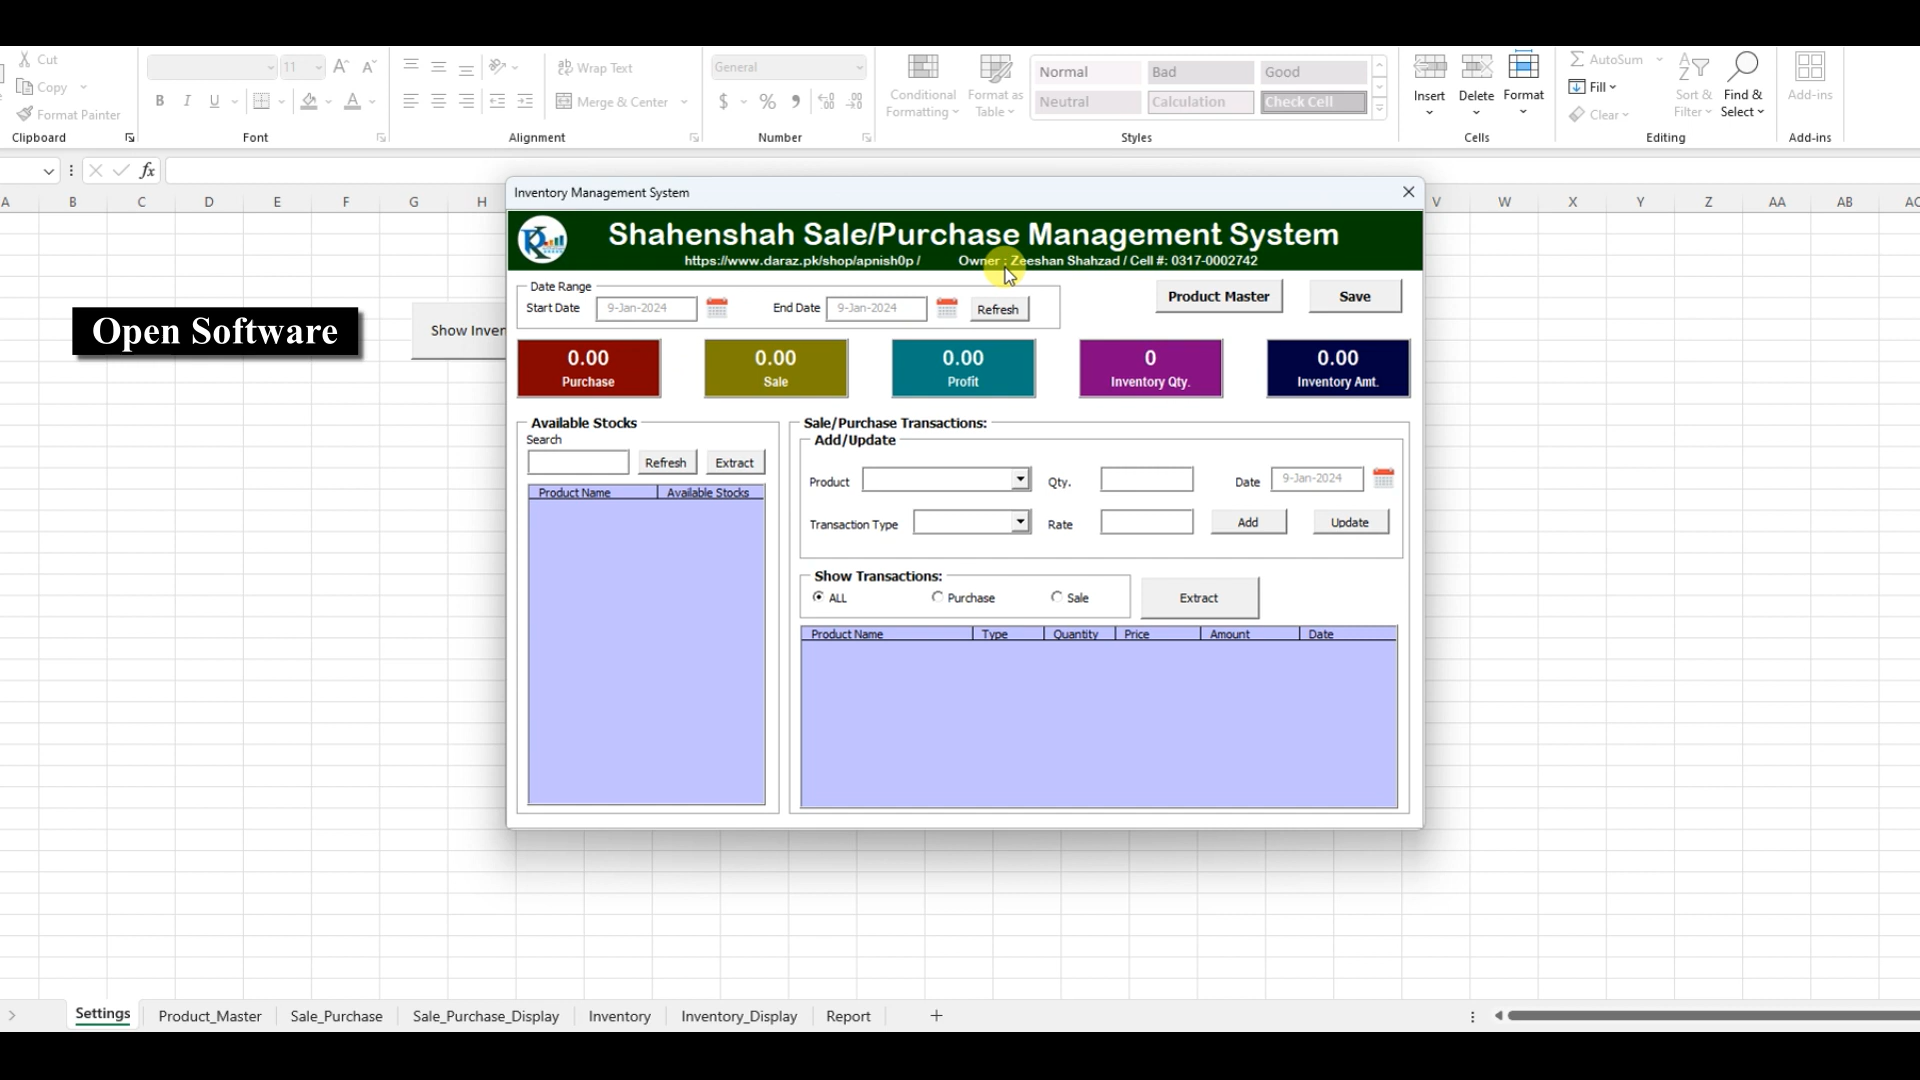 Cut
Copy
Format Painter
Clipboard
11
B I U
Font
Wrap Text
Merge & Center
Alignment
General
$ % 9
Number
Conditional
Formatting
Format as
Table
Normal
Bad
Good
Neutral
Calculation
Check Cell
Styles
Insert
Delete
Format
Cells
AutoSum
Fill
Clear
Sort &
Filter
Find &
Select
Editing
Add-ins
Add-ins
fx
A B C D E F G H V W X Y Z AA AB AC
Open Software
Show Inven
Inventory Management System
Shahenshah Sale/Purchase Management System
https://www.daraz.pk/shop/apnish0p / Owner : Zeeshan Shahzad / Cell #: 0317-0002742
Date Range
Start Date 9-Jan-2024 End Date 9-Jan-2024 Refresh
Product Master
Save
0.00
Purchase
0.00
Sale
0.00
Profit
0
Inventory Qty.
0.00
Inventory Amt.
Available Stocks
Search
Refresh
Extract
Product Name Available Stocks
Sale/Purchase Transactions:
Add/Update
Product Qty. Date 9-Jan-2024
Transaction Type Rate Add Update
Show Transactions:
ALL Purchase Sale
Extract
Product Name Type Quantity Price Amount Date
Settings Product_Master Sale_Purchase Sale_Purchase_Display Inventory Inventory_Display Report